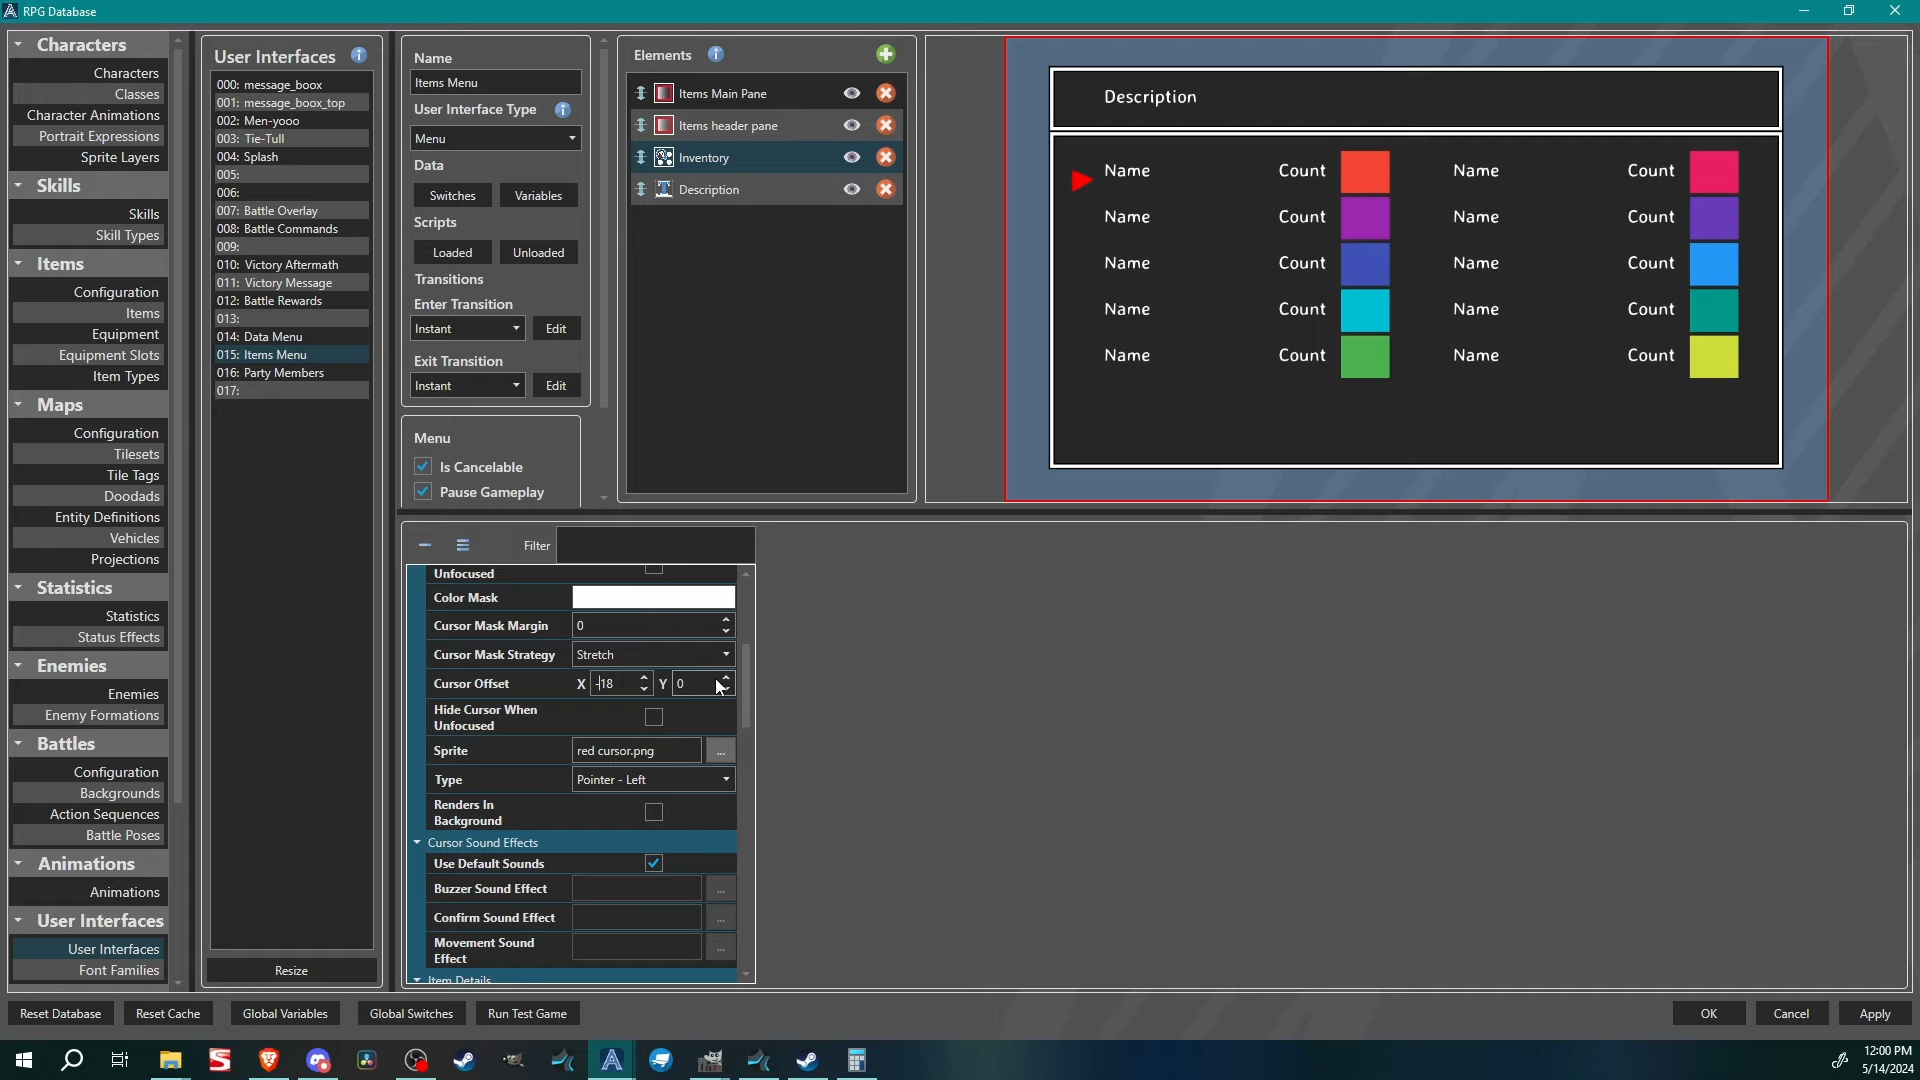 RPG Database
Characters
Characters
Classes
Character Animations
Portrait Expressions
Sprite Layers
Skills
Skills
Skill Types
Items
Configuration
Items
Equipment
Equipment Slots
Item Types
Maps
Configuration
Tilesets
Tile Tags
Doodads
Entity Definitions
Vehicles
Projections
Statistics
Statistics
Status Effects
Enemies
Enemies
Enemy Formations
Battles
Configuration
Backgrounds
Action Sequences
Battle Poses
Animations
Animations
User Interfaces
User Interfaces
Font Families
User Interfaces
000: message_boox
001: message_boox_top
002: Men-yooo
003: Tie-Tull
004: Splash
005:
006:
007: Battle Overlay
008: Battle Commands
009:
010: Victory Aftermath
011: Victory Message
012: Battle Rewards
013:
014: Data Menu
015: Items Menu
016: Party Members
017:
Resize
Name
Items Menu
User Interface Type
Menu
Data
Switches Variables
Scripts
Loaded Unloaded
Transitions
Enter Transition
Instant Edit
Exit Transition
Instant Edit
Menu
Is Cancelable
Pause Gameplay
Elements
Items Main Pane
Items header pane
Inventory
Description
Description
Name Count Name Count
Name Count Name Count
Name Count Name Count
Name Count Name Count
Name Count Name Count
Filter
Unfocused
Color Mask
Cursor Mask Margin 0
Cursor Mask Strategy Stretch
Cursor Offset X -18 Y 0
Hide Cursor When
Unfocused
Sprite red cursor.png ...
Type Pointer - Left
Renders In
Background
Cursor Sound Effects
Use Default Sounds
Buzzer Sound Effect ...
Confirm Sound Effect ...
Movement Sound
Effect ...
Item Details
Reset Database Reset Cache Global Variables Global Switches Run Test Game OK Cancel Apply
12:00 PM
5/14/2024